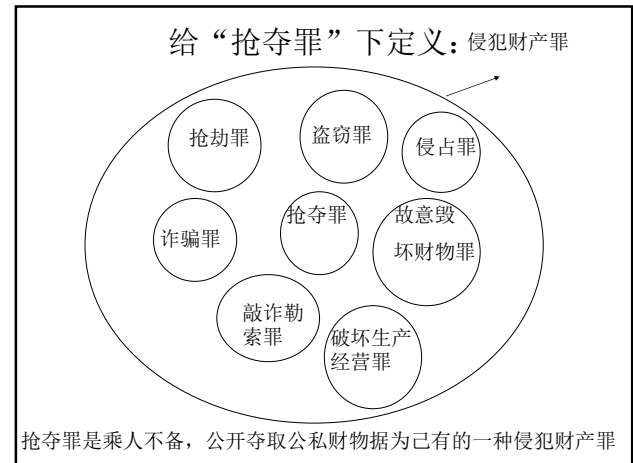 给“抢夺罪”下定义：侵犯财产罪
抢劫罪
盗窃罪
侵占罪
诈骗罪
抢夺罪
故意毁
坏财物罪
敲诈勒
索罪
破坏生产
经营罪
抢夺罪是乘人不备，公开夺取公私财物据为己有的一种侵犯财产罪